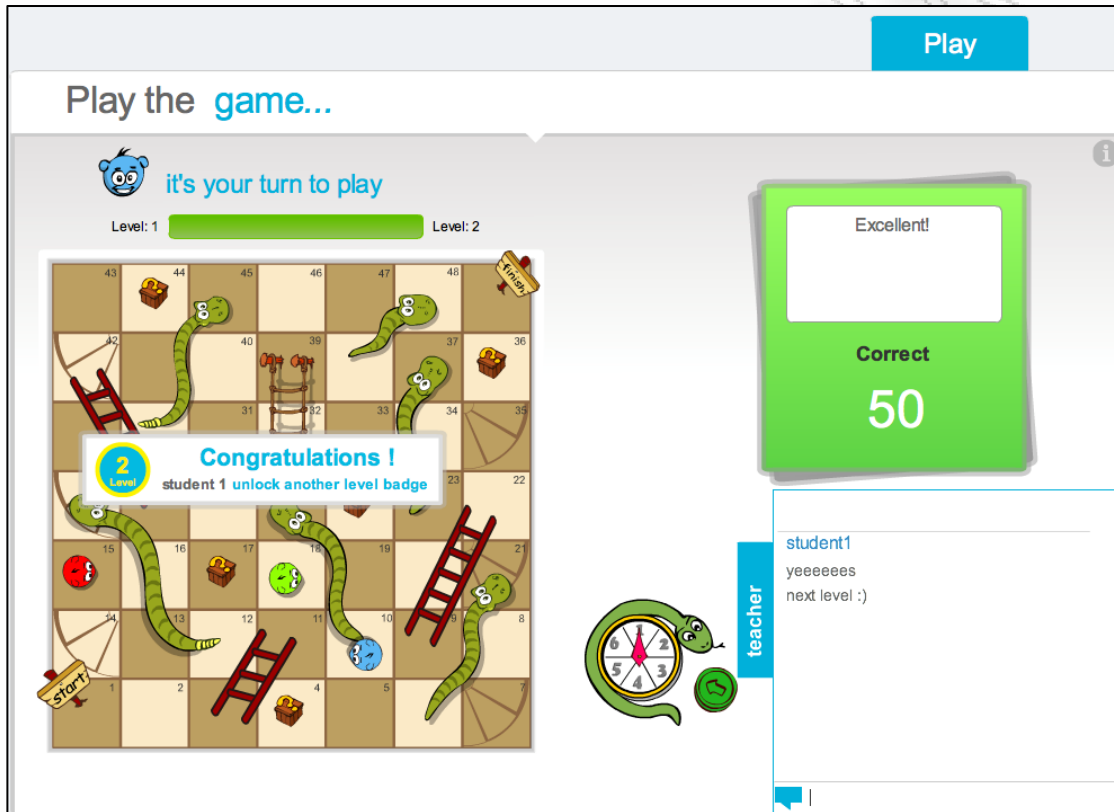 Play
Play the game...
i
it's your turn to play
Level: 1
Level: 2
43 44 45 46 47 48 finish
42 40 39 37 36
31 32 33 34 35
2
Level
Congratulations !
student 1 unlock another level badge
23 22
15 16 17 18 19 21
14 13 12 11 10 9 8
start 1 2 4 5 7
Excellent!
Correct
50
1
2
3
4
5
6
teacher
student1
yeeeeees
next level :)